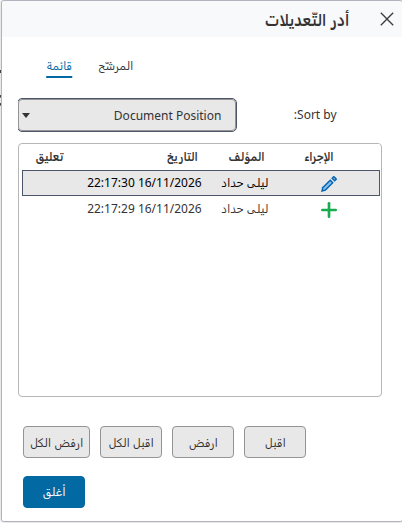 أدر التّعديلات
قائمة المرشّح
Sort by: Document Position
الإجراء المؤلف التاريخ تعليق
ليلى حداد 16/11/2026 22:17:30
ليلى حداد 16/11/2026 22:17:29
اقبل ارفض اقبل الكل ارفض الكل
أغلق